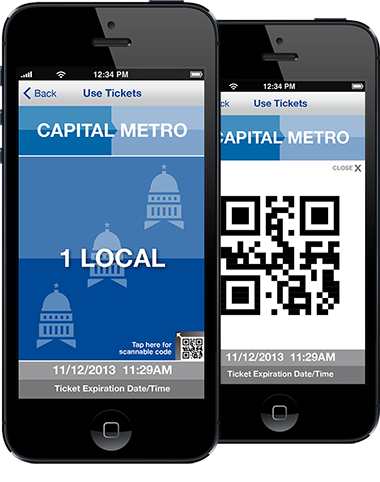 12:34 PM
Back
Use Tickets
CAPITAL METRO
1 LOCAL
Tap here for
scannable code
11/12/2013 11:29AM
Ticket Expiration Date/Time
12:34 PM
ck
Use Tickets
APITAL METRO
CLOSE X
11/12/2013 11:29AM
Ticket Expiration Date/Time